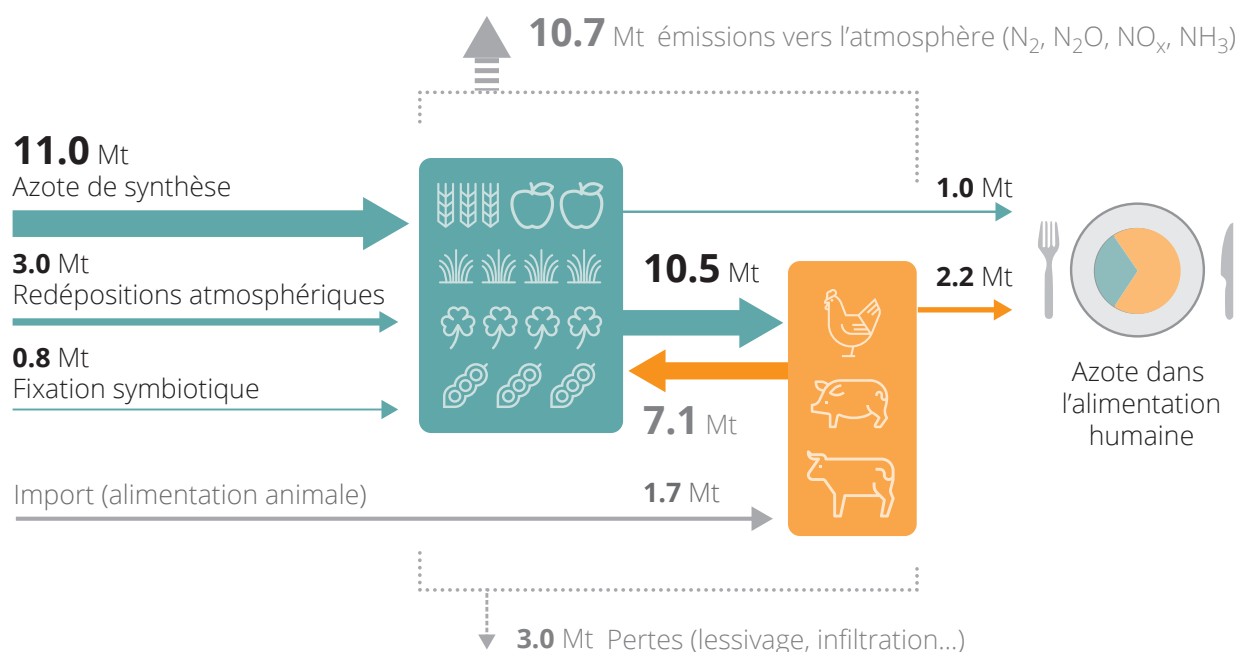 10.7 Mt émissions vers l'atmosphère (N₂, N₂O, NOₓ, NH₃)
11.0 Mt
Azote de synthèse
3.0 Mt
Redépositions atmosphériques
0.8 Mt
Fixation symbiotique
Import (alimentation animale)
10.5 Mt
7.1 Mt
1.7 Mt
1.0 Mt
2.2 Mt
Azote dans
l'alimentation
humaine
3.0 Mt Pertes (lessivage, infiltration...)